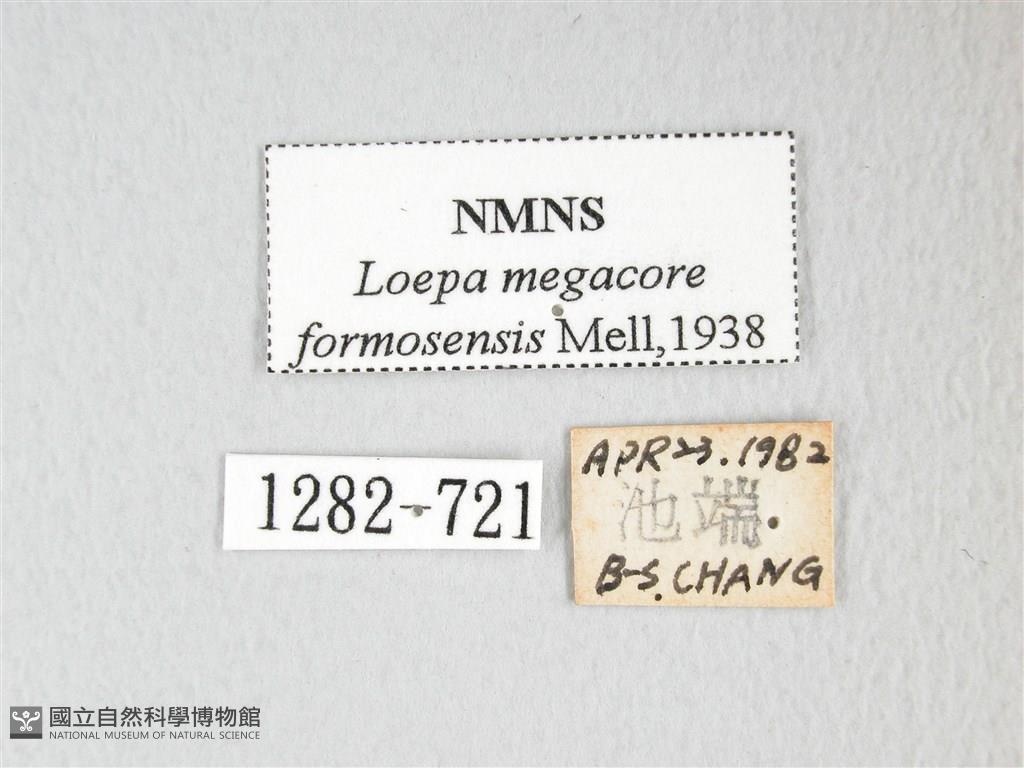 NMNS
Loepa megacore
formosensis Mell,1938
1282-721
APR 23.1982
池端
B-S.CHANG
國立自然科學博物館
NATIONAL MUSEUM OF NATURAL SCIENCE